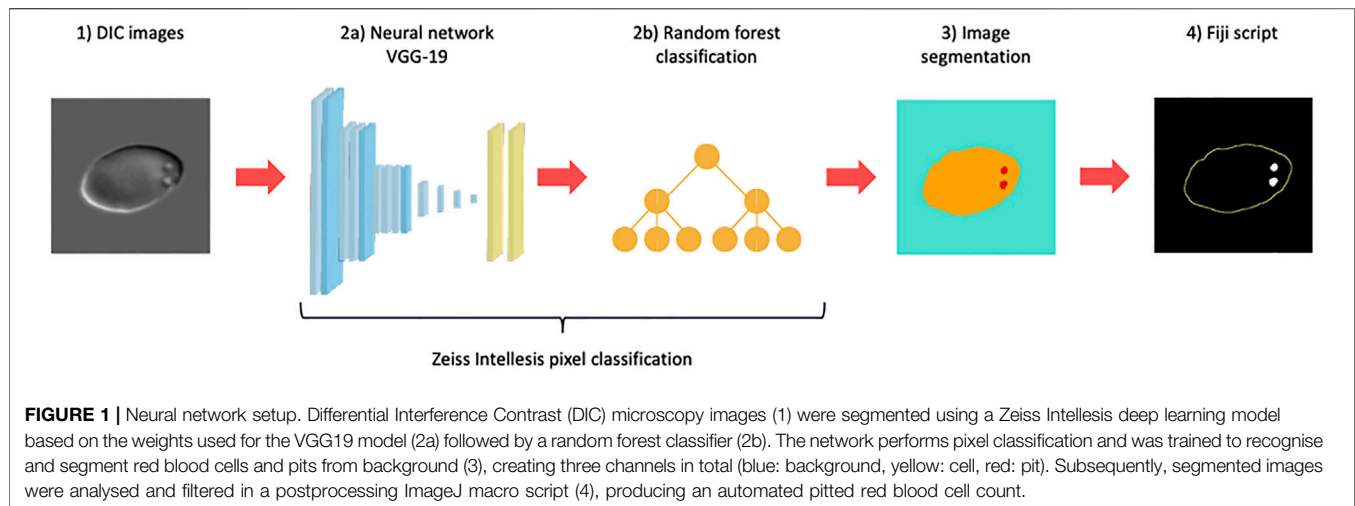 1) DIC images
2a) Neural network
VGG-19
2b) Random forest
classification
3) Image
segmentation
4) Fiji script
Zeiss Intellesis pixel classification
FIGURE 1 | Neural network setup. Differential Interference Contrast (DIC) microscopy images (1) were segmented using a Zeiss Intellesis deep learning model
based on the weights used for the VGG19 model (2a) followed by a random forest classifier (2b). The network performs pixel classification and was trained to recognise
and segment red blood cells and pits from background (3), creating three channels in total (blue: background, yellow: cell, red: pit). Subsequently, segmented images
were analysed and filtered in a postprocessing ImageJ macro script (4), producing an automated pitted red blood cell count.